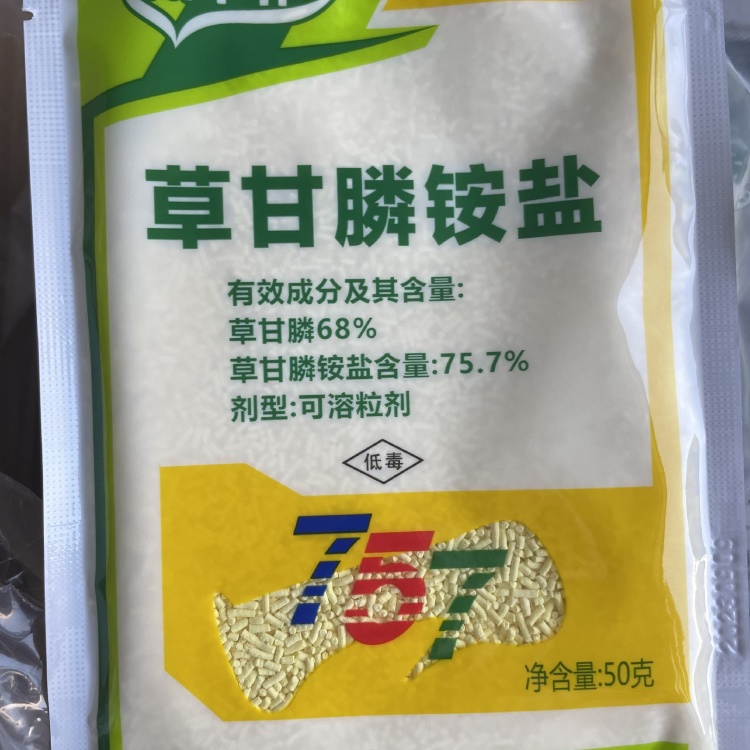 草甘膦铵盐
有效成分及其含量:
草甘膦68%
草甘膦铵盐含量:75.7%
剂型:可溶粒剂
低毒
757
净含量:50克